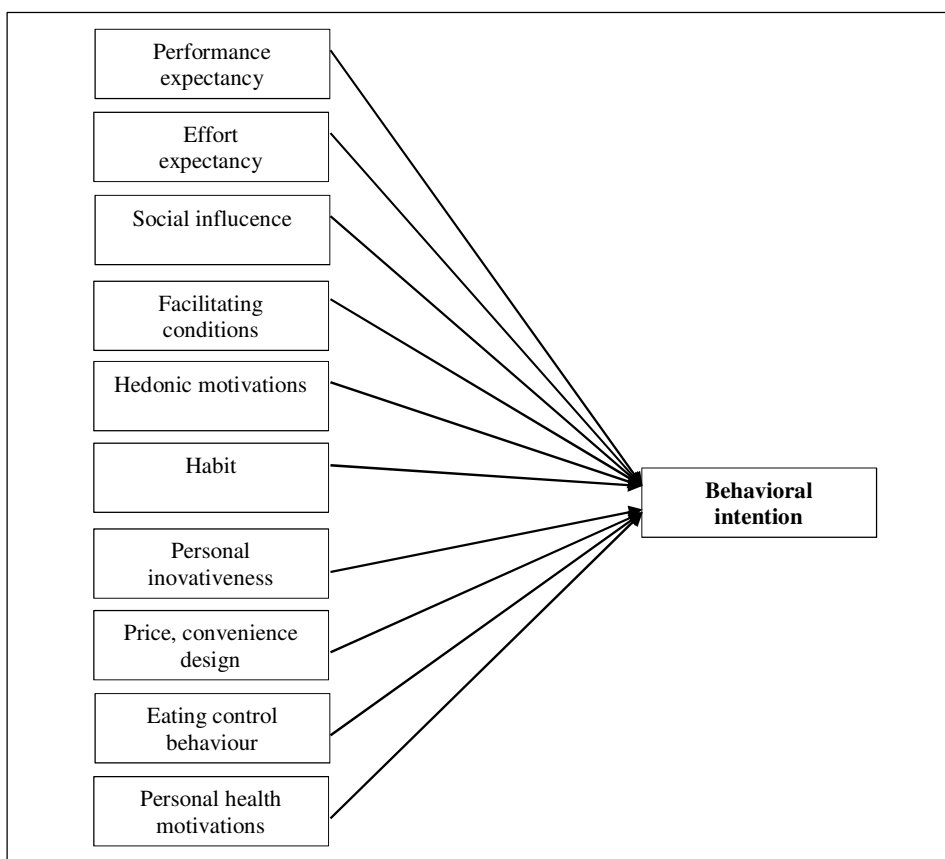 Performance
expectancy
Effort
expectancy
Social influcence
Facilitating
conditions
Hedonic motivations
Habit
Personal
inovativeness
Price, convenience
design
Eating control
behaviour
Personal health
motivations
Behavioral
intention